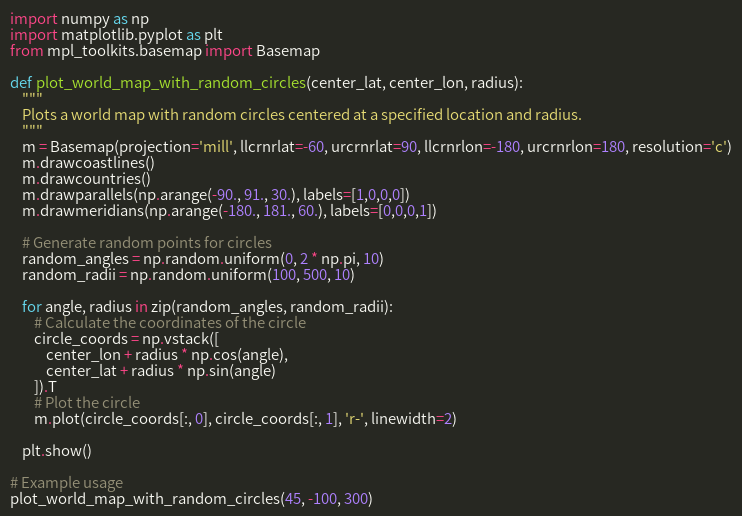 import numpy as np
import matplotlib.pyplot as plt
from mpl_toolkits.basemap import Basemap

def plot_world_map_with_random_circles(center_lat, center_lon, radius):
    """
    Plots a world map with random circles centered at a specified location and radius.
    """
    m = Basemap(projection='mill', llcrnrlat=-60, urcrnrlat=90, llcrnrlon=-180, urcrnrlon=180, resolution='c')
    m.drawcoastlines()
    m.drawcountries()
    m.drawparallels(np.arange(-90., 91., 30.), labels=[1,0,0,0])
    m.drawmeridians(np.arange(-180., 181., 60.), labels=[0,0,0,1])

    # Generate random points for circles
    random_angles = np.random.uniform(0, 2 * np.pi, 10)
    random_radii = np.random.uniform(100, 500, 10)

    for angle, radius in zip(random_angles, random_radii):
        # Calculate the coordinates of the circle
        circle_coords = np.vstack([
            center_lon + radius * np.cos(angle),
            center_lat + radius * np.sin(angle)
        ]).T
        # Plot the circle
        m.plot(circle_coords[:, 0], circle_coords[:, 1], 'r-', linewidth=2)

    plt.show()

# Example usage
plot_world_map_with_random_circles(45, -100, 300)